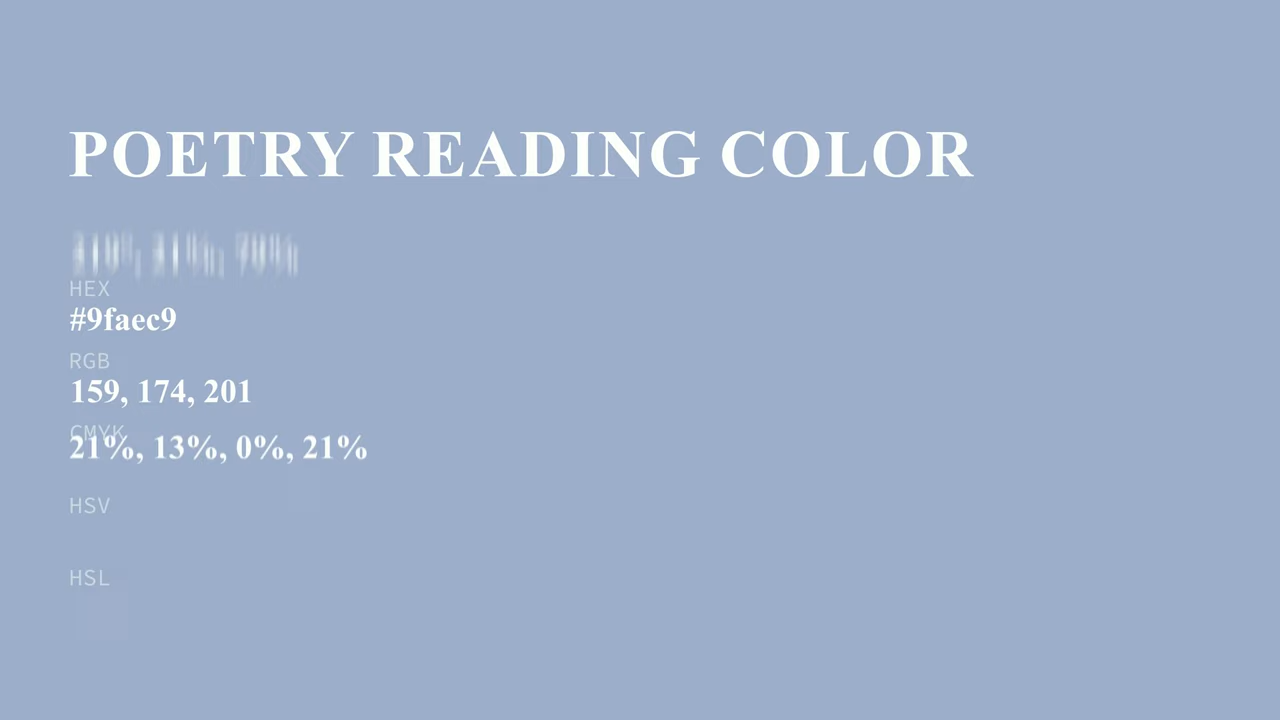 POETRY READING COLOR
HEX
#9faec9
RGB
159, 174, 201
CMYK
21%, 13%, 0%, 21%
HSV
HSL